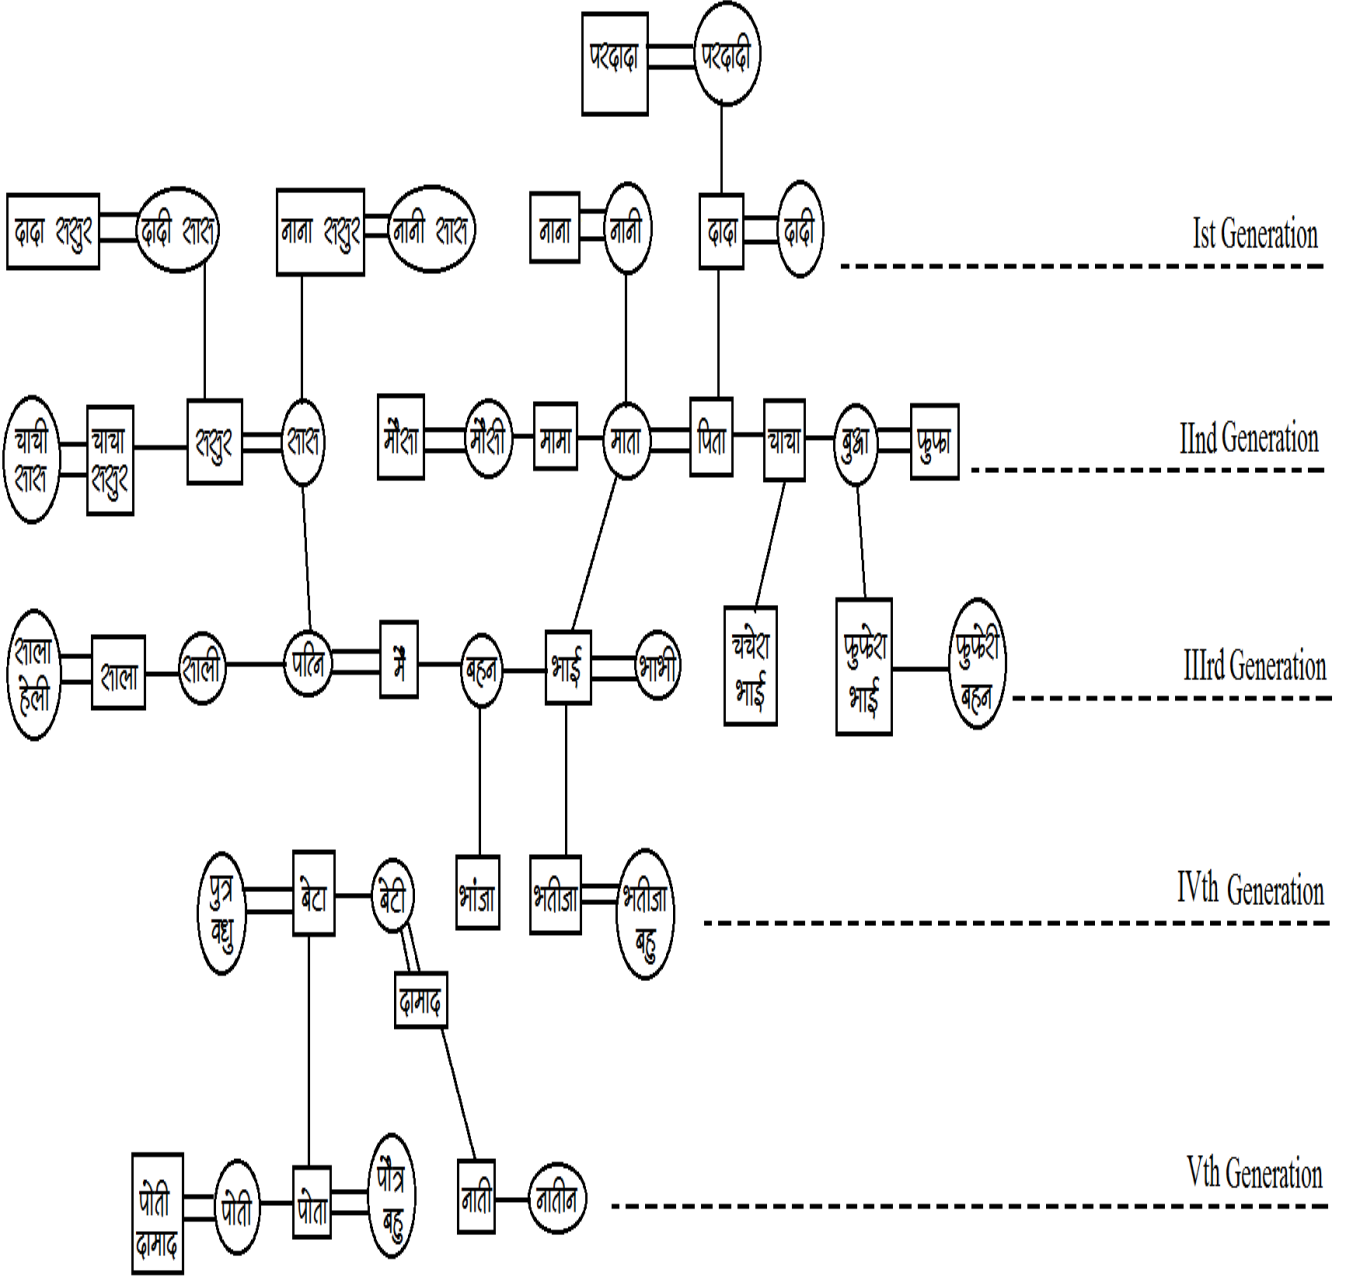 परदादा
परदादी
दादा ससुर
दादी सास
नाना ससुर
नानी सास
नाना
नानी
दादा
दादी
Ist Generation
चाची
सास
चाचा
ससुर
ससुर
सास
मौसा
मौसी
मामा
माता
पिता
चाचा
बुआ
फुफा
IInd Generation
साला
हेली
साला
साली
पत्नि
मैं
बहन
भाई
भाभी
चचेरा
भाई
फुफेरा
भाई
फुफेरी
बहन
IIIrd Generation
पुत्र
वधु
बेटा
बेटी
भांजा
भतीजा
भतीजा
बहु
IVth Generation
दामाद
पोती
दामाद
पोती
पोता
पौत्र
बहु
नाती
नातीन
Vth Generation